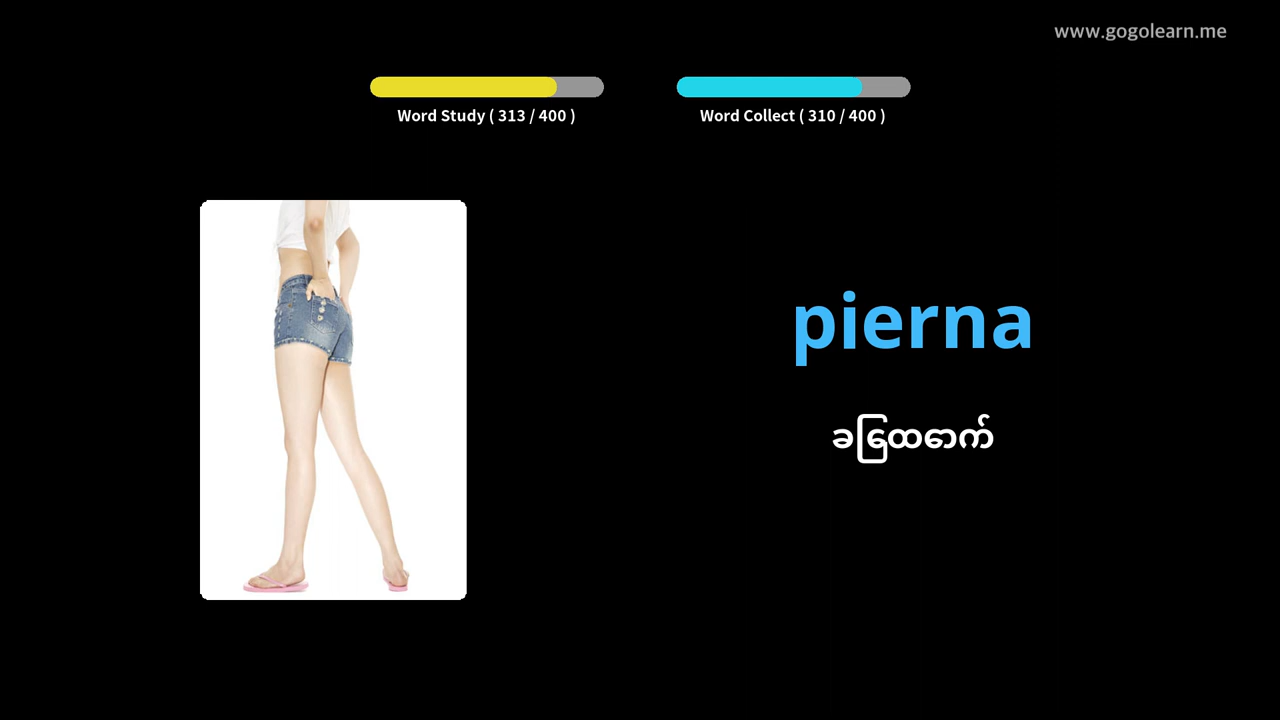 www.gogolearn.me
Word Study ( 313 / 400 )
Word Collect ( 310 / 400 )
pierna
ခြေထောက်